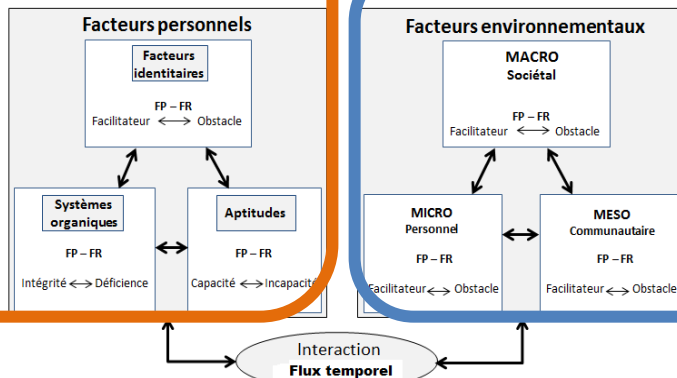 Facteurs personnels
Facteurs
identitaires
FP – FR
Facilitateur Obstacle
Systèmes
organiques
FP – FR
Intégrité Déficience
Aptitudes
FP – FR
Capacité Incapacité
Facteurs environnementaux
MACRO
Sociétal
FP – FR
Facilitateur Obstacle
MICRO
Personnel
FP – FR
Facilitateur Obstacle
MESO
Communautaire
FP – FR
Facilitateur Obstacle
Interaction
Flux temporel